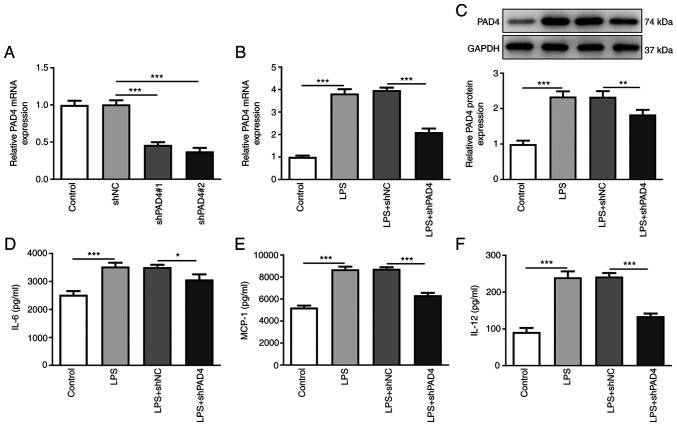 A
Relative PAD4 mRNA
expression
1.5
1.0
0.5
0.0
***
***
Control
shNC
shPAD4#1
shPAD4#2
B
Relative PAD4 mRNA
expression
6
4
2
0
***
***
Control
LPS
LPS+shNC
LPS+shPAD4
C
PAD4
74 kDa
GAPDH
37 kDa
Relative PAD4 protein
expression
3
2
1
0
***
**
Control
LPS
LPS+shNC
LPS+shPAD4
D
IL-6 (pg/ml)
4000
3000
2000
1000
0
***
*
Control
LPS
LPS+shNC
LPS+shPAD4
E
MCP-1 (pg/ml)
10000
8000
6000
4000
2000
0
***
***
Control
LPS
LPS+shNC
LPS+shPAD4
F
IL-12 (pg/ml)
300
200
100
0
***
***
Control
LPS
LPS+shNC
LPS+shPAD4